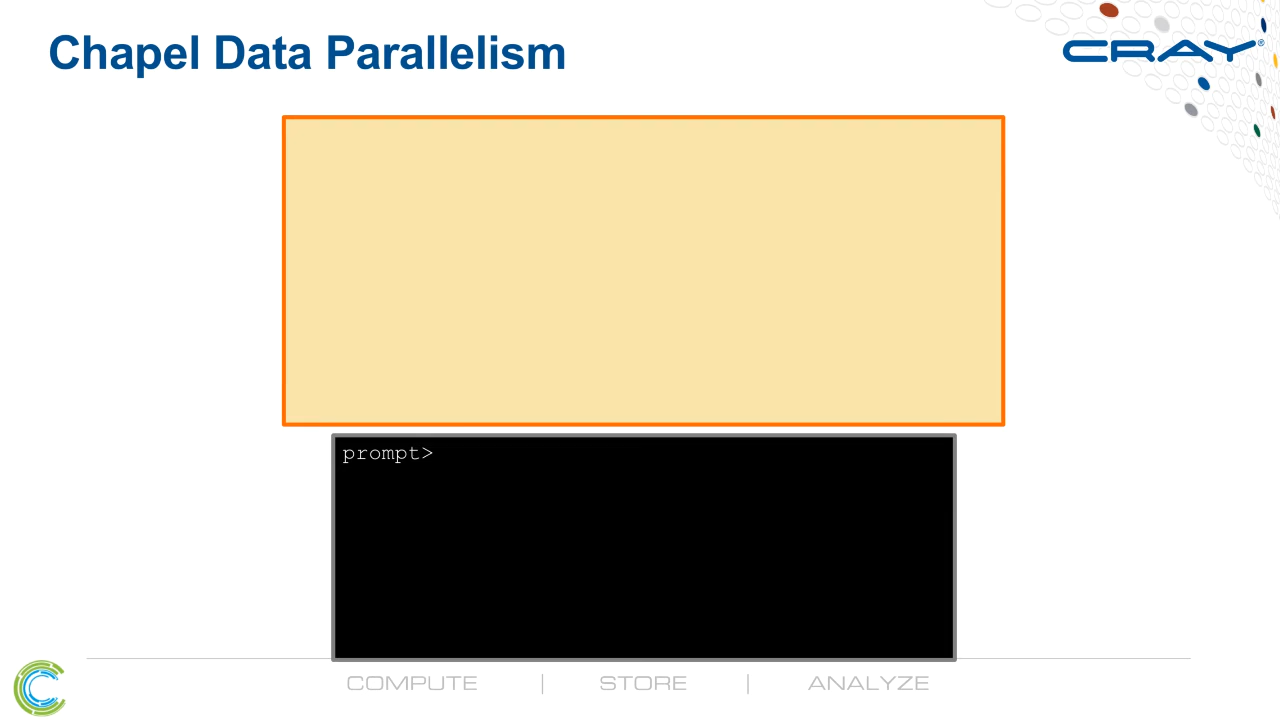 Chapel Data Parallelism
CRAY®
prompt>
COMPUTE | STORE | ANALYZE